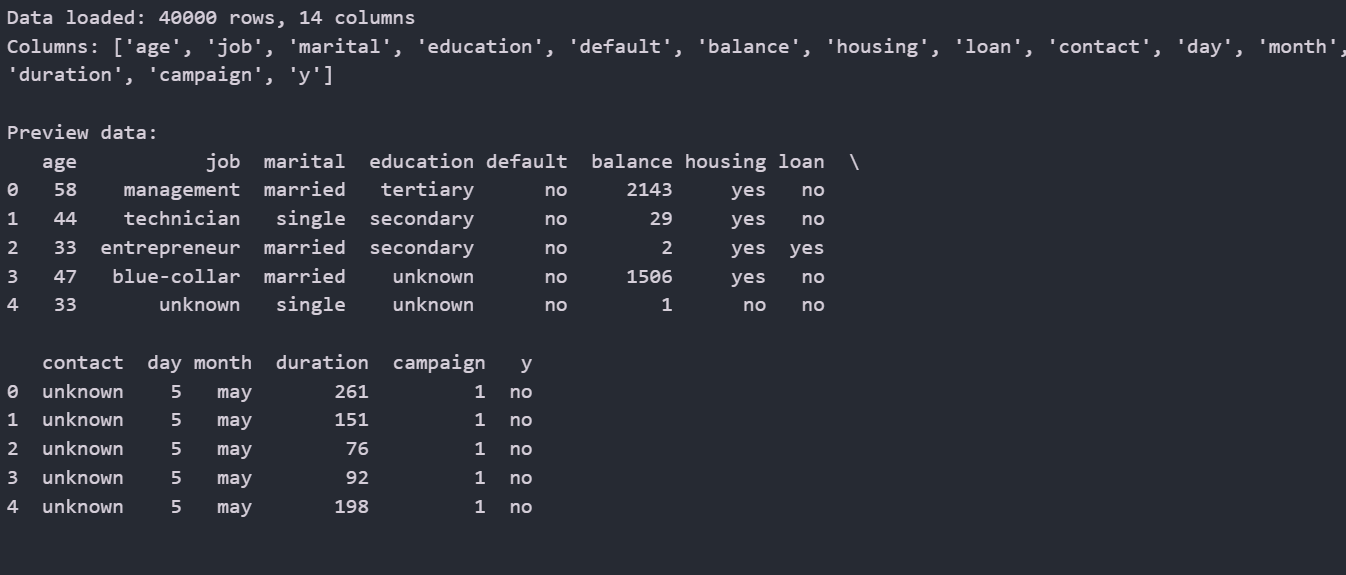 Data loaded: 40000 rows, 14 columns
Columns: ['age', 'job', 'marital', 'education', 'default', 'balance', 'housing', 'loan', 'contact', 'day', 'month',
'duration', 'campaign', 'y']

Preview data:
   age           job  marital  education default  balance housing loan  \
0   58    management  married   tertiary      no     2143     yes   no
1   44    technician   single  secondary      no       29     yes   no
2   33  entrepreneur  married  secondary      no        2     yes  yes
3   47   blue-collar  married    unknown      no     1506     yes   no
4   33       unknown   single    unknown      no        1      no   no

   contact  day month  duration  campaign   y
0  unknown    5   may       261         1  no
1  unknown    5   may       151         1  no
2  unknown    5   may        76         1  no
3  unknown    5   may        92         1  no
4  unknown    5   may       198         1  no